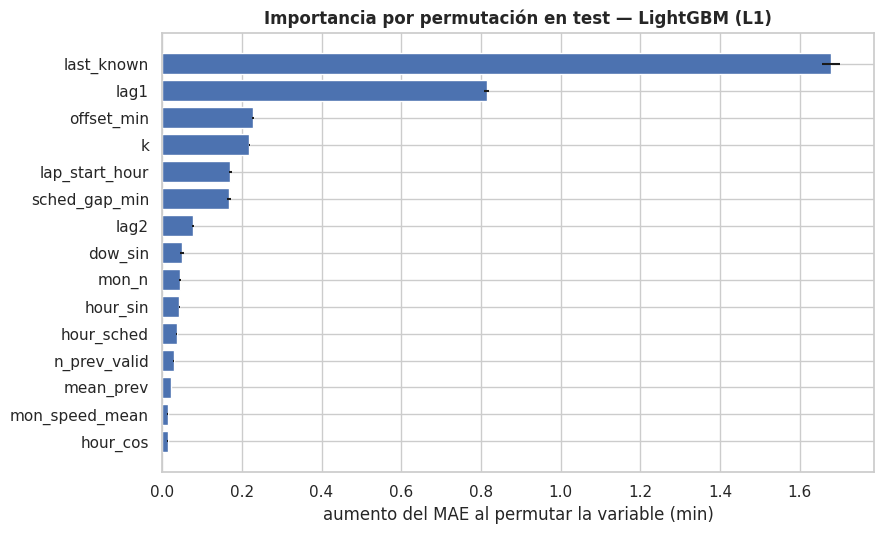 Importancia por permutación en test — LightGBM (L1)
last_known
lag1
offset_min
k
lap_start_hour
sched_gap_min
lag2
dow_sin
mon_n
hour_sin
hour_sched
n_prev_valid
mean_prev
mon_speed_mean
hour_cos
0.0 0.2 0.4 0.6 0.8 1.0 1.2 1.4 1.6
aumento del MAE al permutar la variable (min)